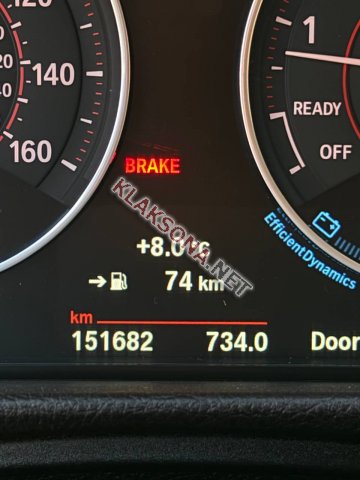 120
140
160
1
READY
OFF
BRAKE
EfficientDynamics
+8.0°C
74 km
km
151682 734.0 Door
KLAKSONA.NET